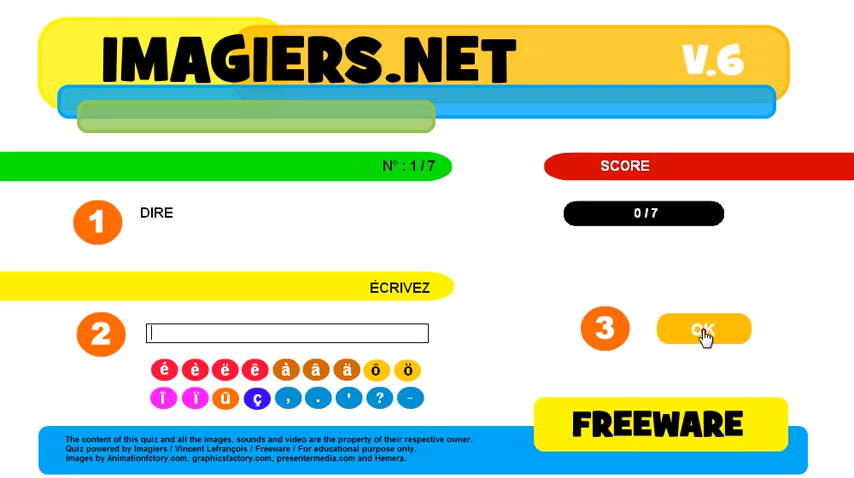 IMAGIERS.NET V.6
N° : 1 / 7 SCORE
1 DIRE 0 / 7
ÉCRIVEZ
2 3 OK
é è ë ê à â ä ô ö
î ï û ç , . ' ? -
FREEWARE
The content of this quiz and all the images, sounds and video are the property of their respective owner.
Quiz powered by Imagiers / Vincent Lefrançois / Freeware / For educational purpose only.
Images by Animationfctory.com, graphicsfactory.com, presentermedia.com and Hemera.